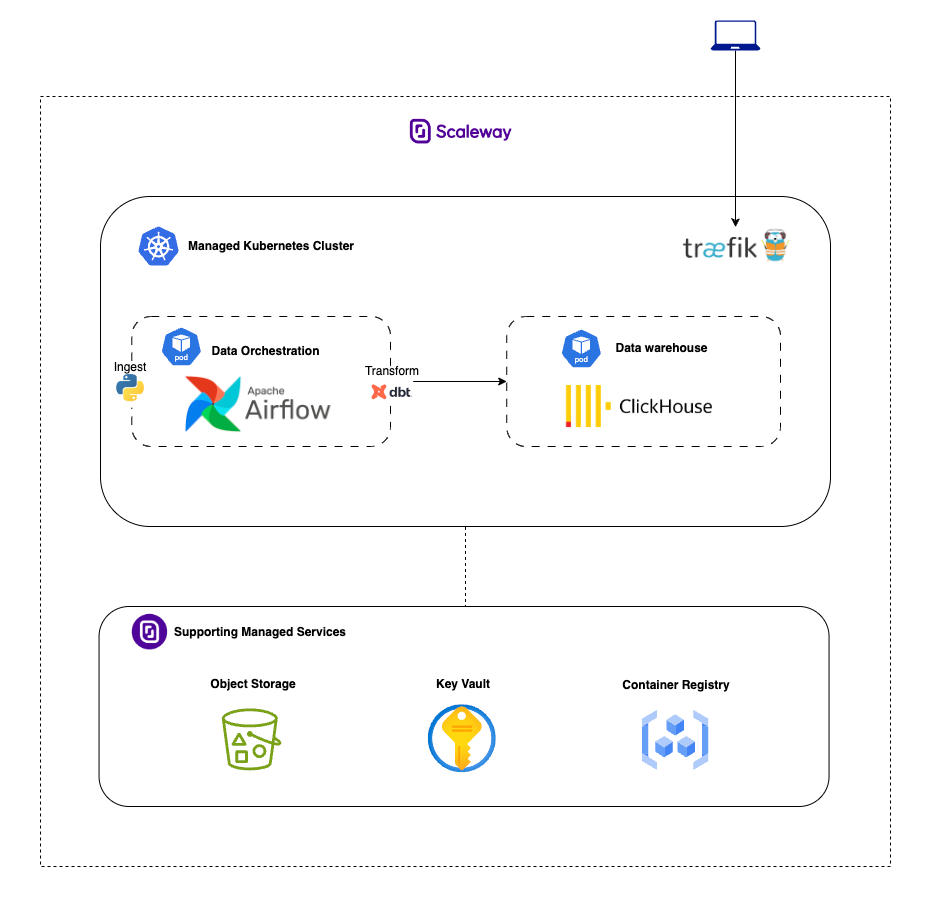 Scaleway
Managed Kubernetes Cluster
træfik
pod
Data Orchestration
Ingest
Apache
Airflow
Transform
dbt
pod
Data warehouse
ClickHouse
Supporting Managed Services
Object Storage
Key Vault
Container Registry